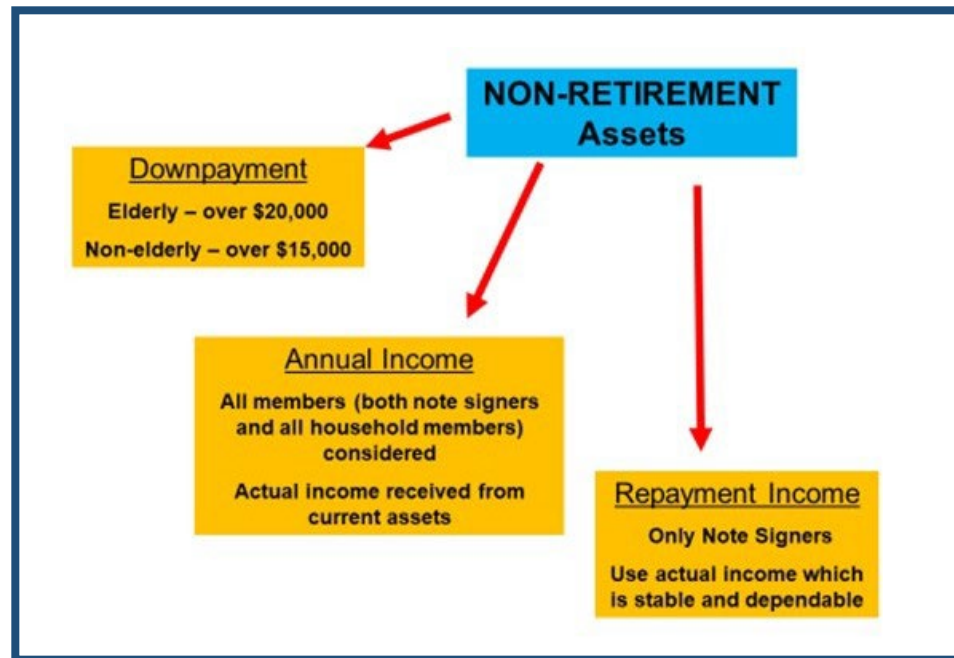 NON-RETIREMENT
Assets
Downpayment
Elderly – over $20,000
Non-elderly – over $15,000
Annual Income
All members (both note signers
and all household members)
considered
Actual income received from
current assets
Repayment Income
Only Note Signers
Use actual income which
is stable and dependable